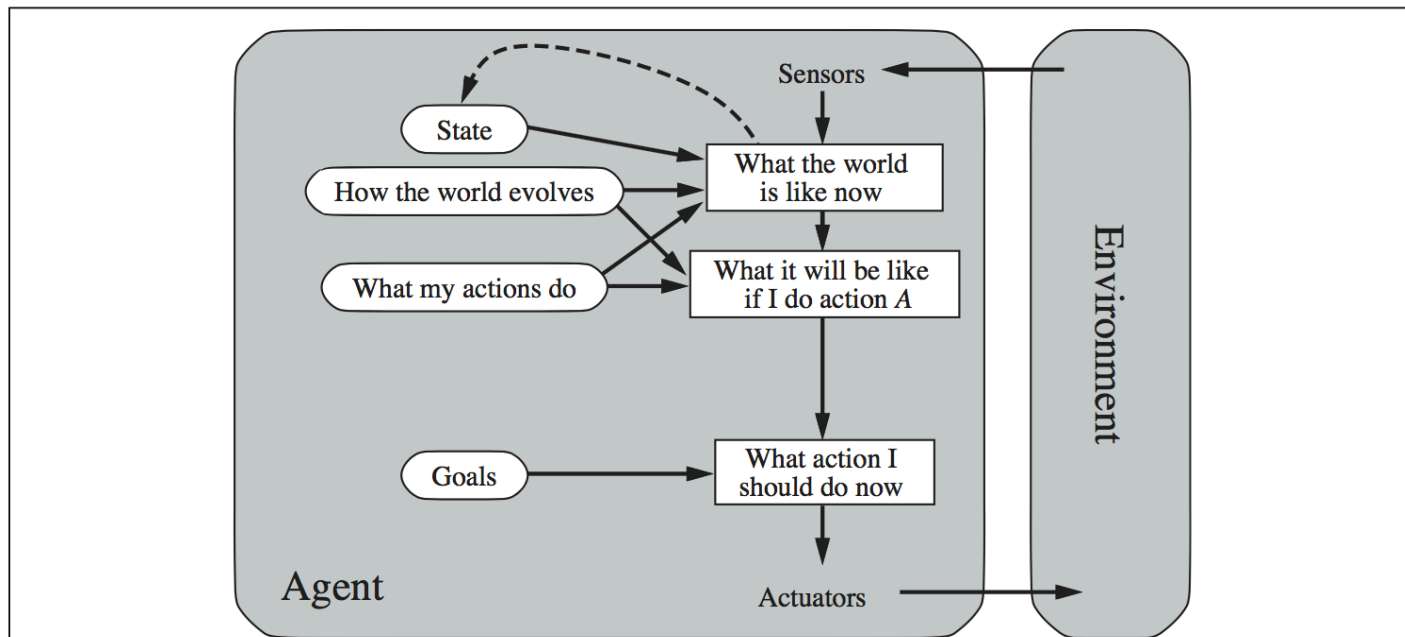 Sensors
State
What the world
is like now
How the world evolves
What it will be like
if I do action A
What my actions do
Environment
What action I
should do now
Goals
Agent
Actuators